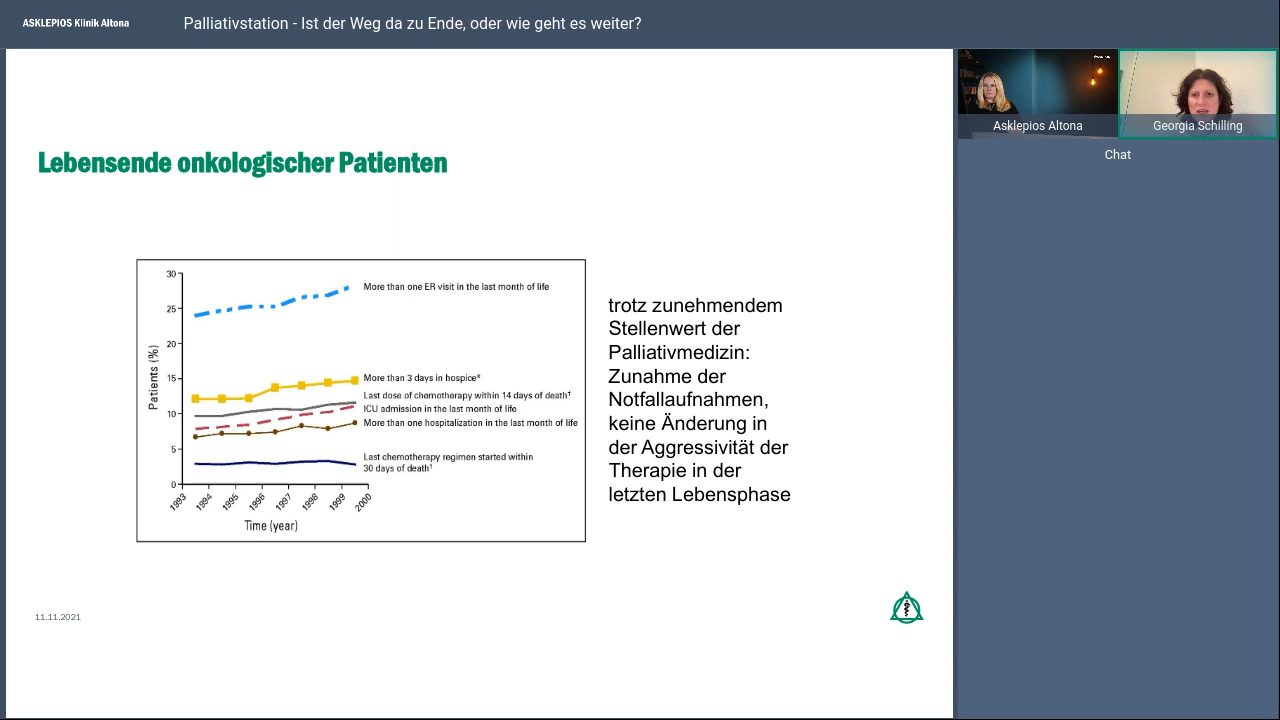 ASKLEPIOS Klinik Altona
Palliativstation - Ist der Weg da zu Ende, oder wie geht es weiter?
Asklepios Altona
Georgia Schilling
Chat
Lebensende onkologischer Patienten
30
25
20
15
10
5
0
Patients (%)
More than one ER visit in the last month of life
More than 3 days in hospice*
Last dose of chemotherapy within 14 days of death†
ICU admission in the last month of life
More than one hospitalization in the last month of life
Last chemotherapy regimen started within
30 days of death†
1993
1994
1995
1996
1997
1998
1999
2000
Time (year)
trotz zunehmendem
Stellenwert der
Palliativmedizin:
Zunahme der
Notfallaufnahmen,
keine Änderung in
der Aggressivität der
Therapie in der
letzten Lebensphase
11.11.2021